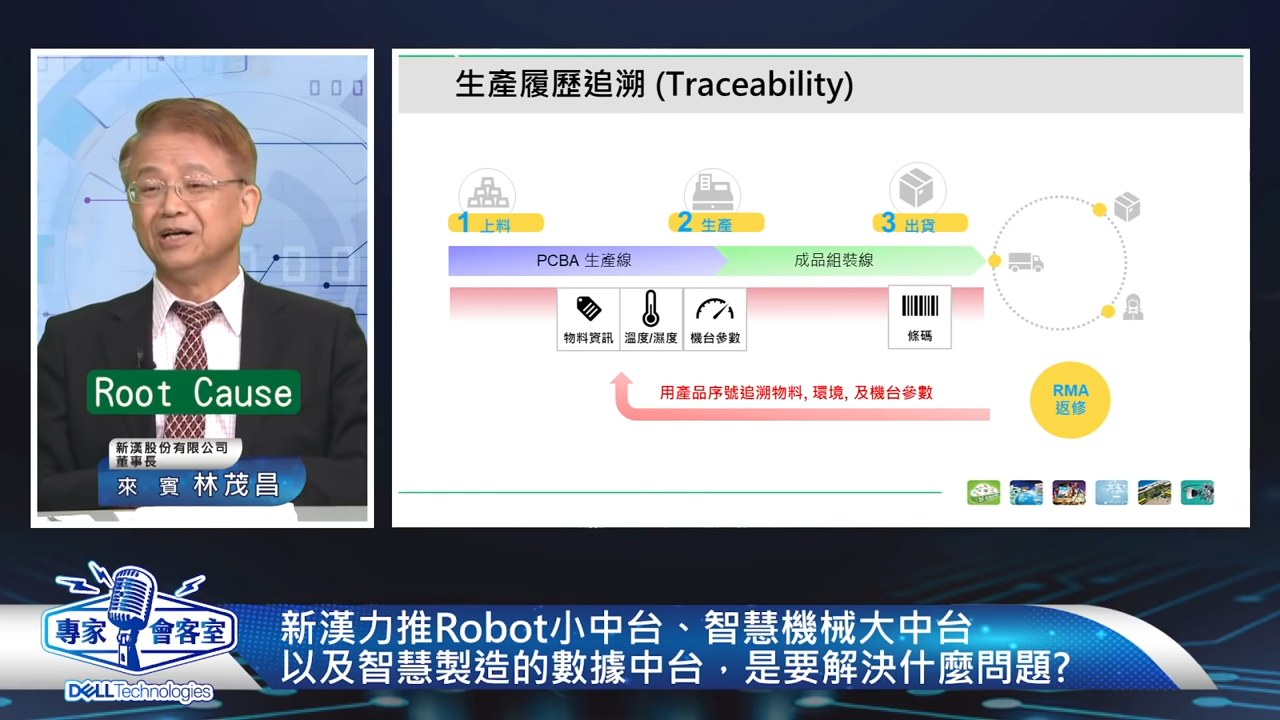 生產履歷追溯 (Traceability)
1 上料
2 生產
3 出貨
PCBA 生產線
成品組裝線
物料資訊
溫度/濕度
機台參數
條碼
用產品序號追溯物料, 環境, 及機台參數
RMA
返修
Root Cause
新漢股份有限公司
董事長
來 賓 林茂昌
專家 會客室
DELL Technologies
新漢力推Robot小中台、智慧機械大中台
以及智慧製造的數據中台，是要解決什麼問題?